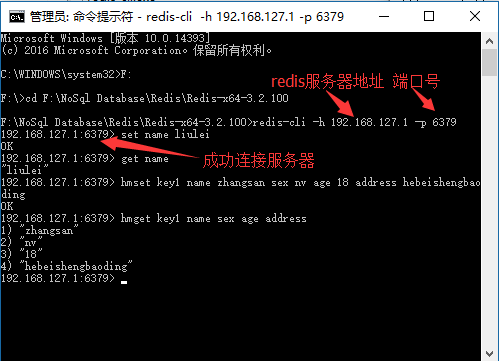 管理员: 命令提示符 - redis-cli  -h 192.168.127.1 -p 6379
Microsoft Windows [版本 10.0.14393]
(c) 2016 Microsoft Corporation。保留所有权利。
C:\WINDOWS\system32>F:
redis服务器地址 端口号
F:\>cd F:\NoSql Database\Redis\Redis-x64-3.2.100
F:\NoSql Database\Redis\Redis-x64-3.2.100>redis-cli -h 192.168.127.1 -p 6379
192.168.127.1:6379> set name liulei
OK
192.168.127.1:6379> get name
成功连接服务器
"liulei"
192.168.127.1:6379> hmset key1 name zhangsan sex nv age 18 address hebeishengbao
ding
OK
192.168.127.1:6379> hmget key1 name sex age address
1) "zhangsan"
2) "nv"
3) "18"
4) "hebeishengbaoding"
192.168.127.1:6379>